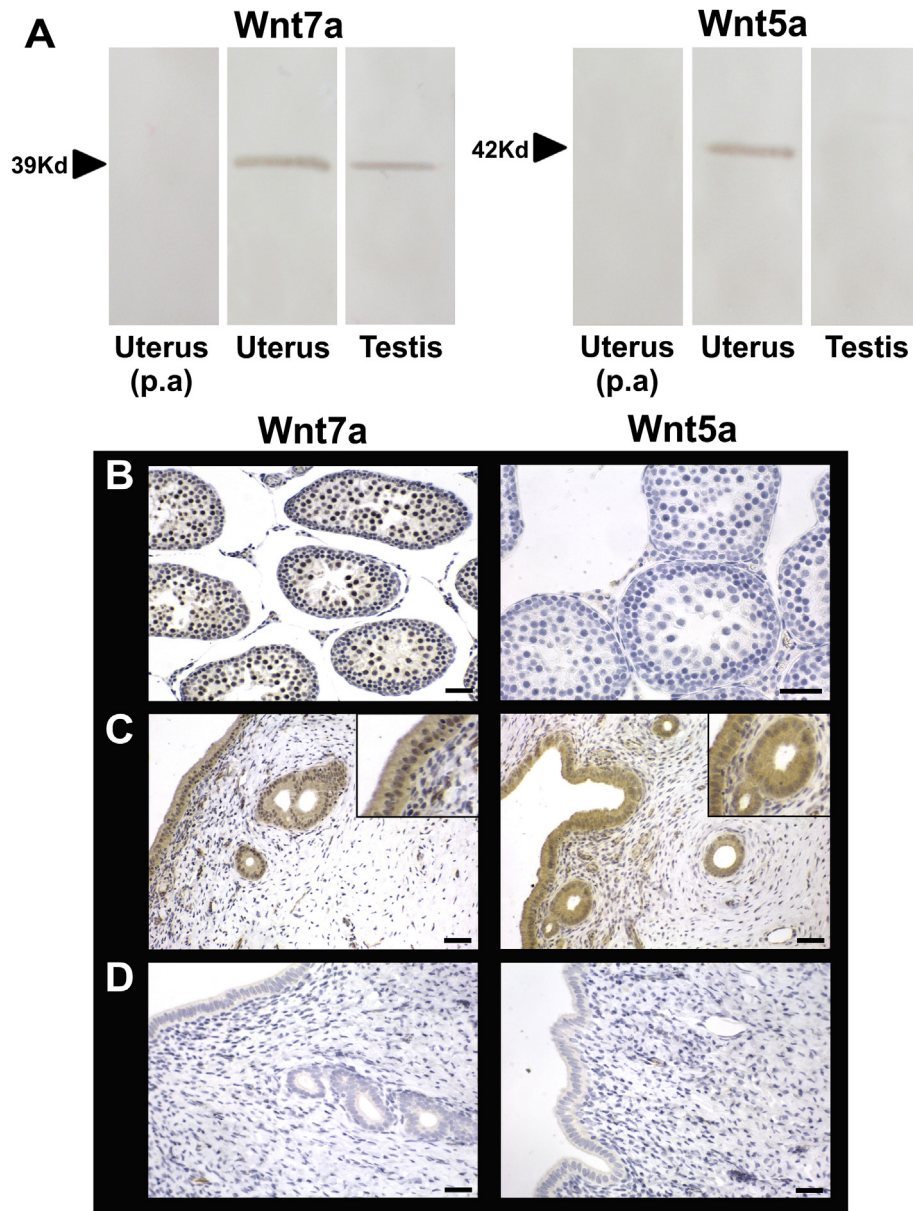 A
Wnt7a
Wnt5a
39Kd
42Kd
Uterus (p.a)
Uterus
Testis
Uterus (p.a)
Uterus
Testis
Wnt7a
Wnt5a
B
C
D